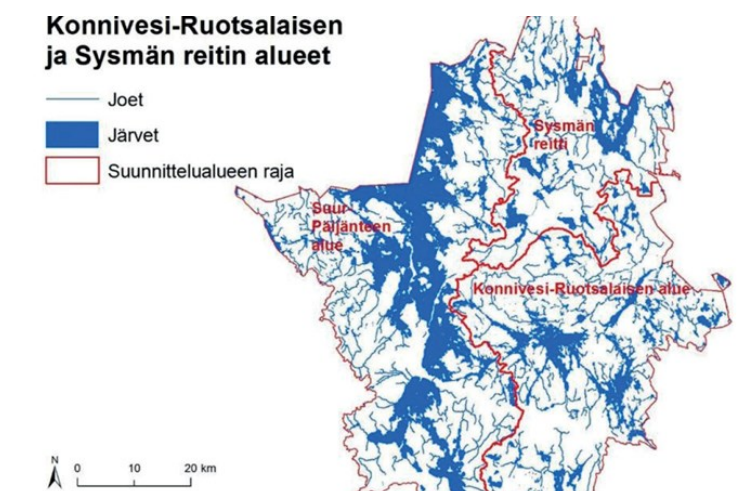 Konnivesi-Ruotsalaisen
ja Sysmän reitin alueet
Joet
Järvet
Suunnittelualueen raja
Sysmän
reitti
Suur-
Päijänteen
alue
Konnivesi-Ruotsalaisen alue
N
0 10 20 km